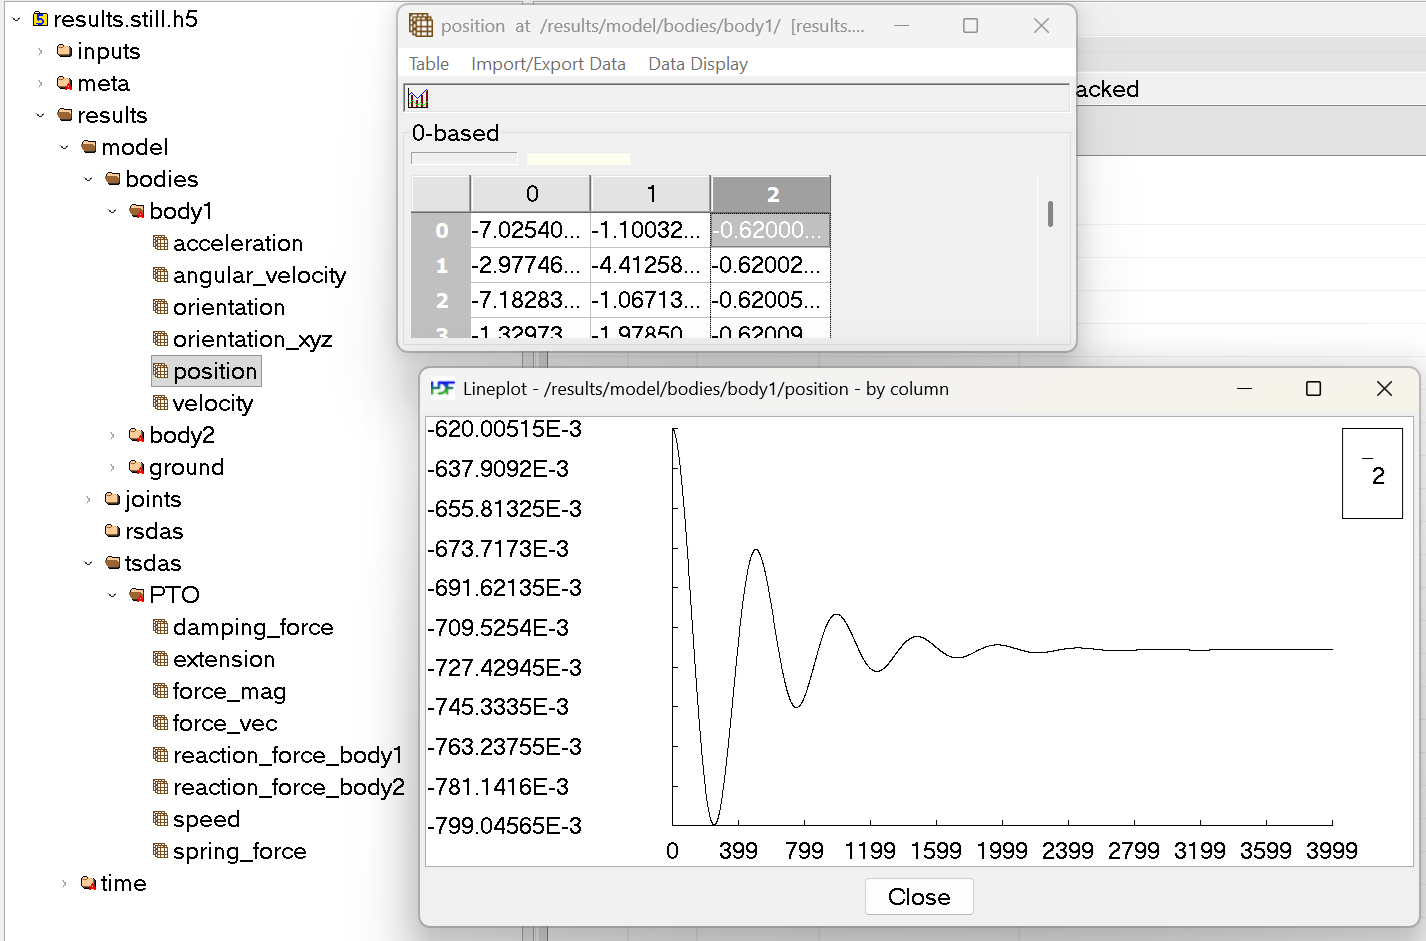 results.still.h5
inputs
meta
results
model
bodies
body1
acceleration
angular_velocity
orientation
orientation_xyz
position
velocity
body2
ground
joints
rsdas
tsdas
PTO
damping_force
extension
force_mag
force_vec
reaction_force_body1
reaction_force_body2
speed
spring_force
time
position at /results/model/bodies/body1/ [results....
Table Import/Export Data Data Display
acked
0-based
0 1 2
0 -7.02540... -1.10032... -0.62000...
1 -2.97746... -4.41258... -0.62002...
2 -7.18283... -1.06713... -0.62005...
3 -1.32973 -1.97850 -0.62009
HDF Lineplot - /results/model/bodies/body1/position - by column
-620.00515E-3
-637.9092E-3
-655.81325E-3
-673.7173E-3
-691.62135E-3
-709.5254E-3
-727.42945E-3
-745.3335E-3
-763.23755E-3
-781.1416E-3
-799.04565E-3
2
0 399 799 1199 1599 1999 2399 2799 3199 3599 3999
Close